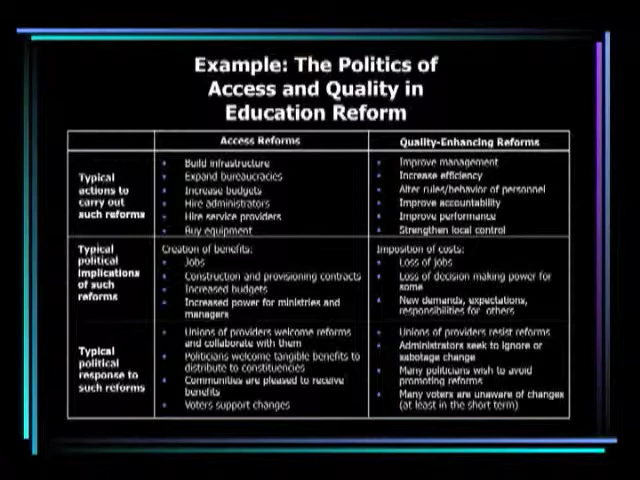 Example: The Politics of
Access and Quality in
Education Reform
Access Reforms
Quality-Enhancing Reforms
Typical
actions to
carry out
such reforms
• Build infrastructure
• Expand bureaucracies
• Increase budgets
• Hire administrators
• Hire service providers
• Buy equipment
• Improve management
• Increase efficiency
• Alter rules/behavior of personnel
• Improve accountability
• Improve performance
• Strengthen local control
Typical
political
implications
of such
reforms
Creation of benefits:
• Jobs
• Construction and provisioning contracts
• Increased budgets
• Increased power for ministries and
managers
Imposition of costs:
• Loss of jobs
• Loss of decision making power for
some
• New demands, expectations,
responsibilities for others
Typical
political
response to
such reforms
• Unions of providers welcome reforms
and collaborate with them
• Politicians welcome tangible benefits to
distribute to constituencies
• Communities are pleased to receive
benefits
• Voters support changes
• Unions of providers resist reforms
• Administrators seek to ignore or
sabotage change
• Many politicians wish to avoid
promoting reforms
• Many voters are unaware of changes
(at least in the short term)